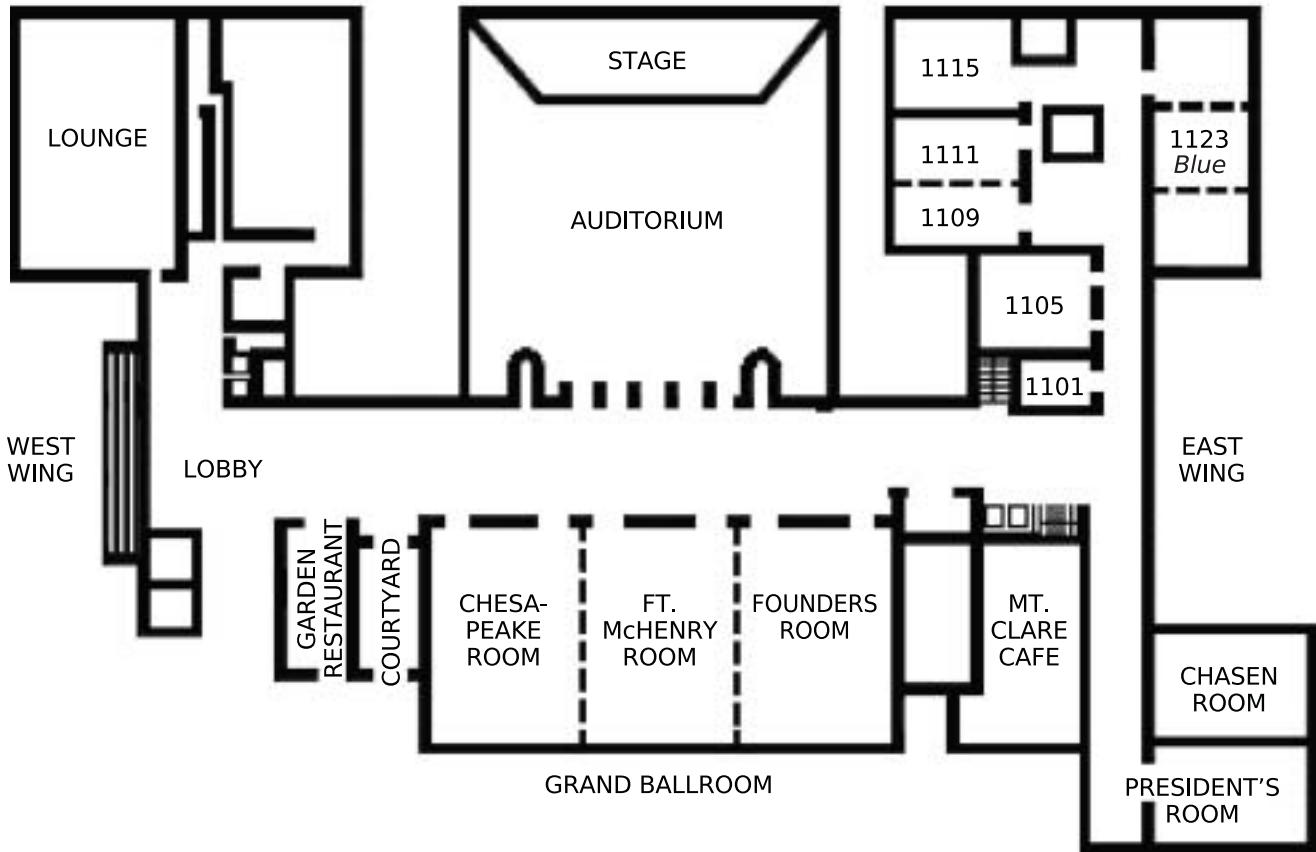 STAGE
1115
LOUNGE
1111
1123
Blue
AUDITORIUM
1109
1105
1101
WEST
WING
LOBBY
EAST
WING
GARDEN
RESTAURANT
COURTYARD
CHESA-
PEAKE
ROOM
FT.
McHENRY
ROOM
FOUNDERS
ROOM
MT.
CLARE
CAFE
CHASEN
ROOM
GRAND BALLROOM
PRESIDENT’S
ROOM